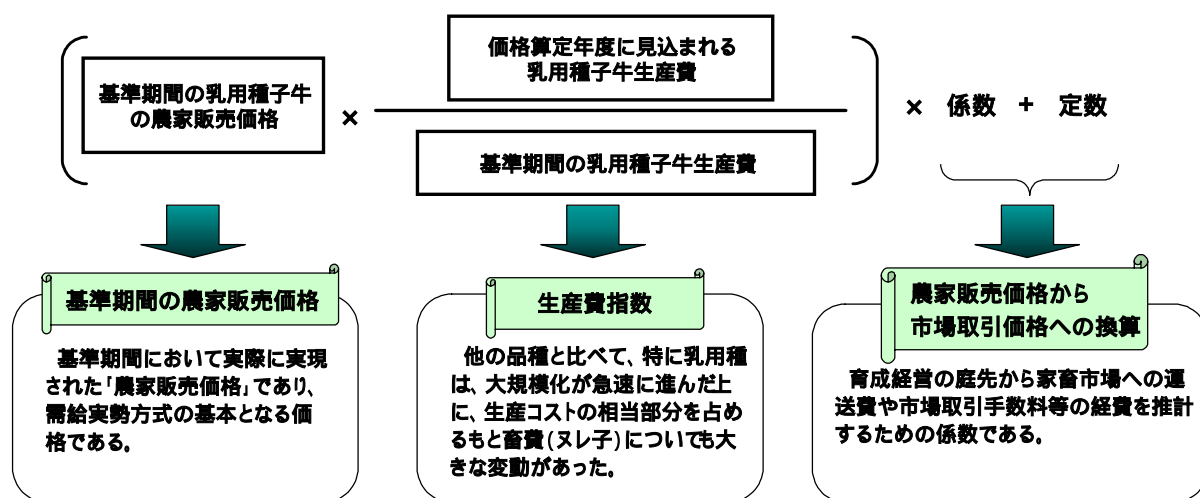 基準期間の乳用種子牛
の農家販売価格
×
価格算定年度に見込まれる
乳用種子牛生産費
基準期間の乳用種子牛生産費
× 係数 + 定数
基準期間の農家販売価格
基準期間において実際に実現
された「農家販売価格」であり、
需給実勢方式の基本となる価
格である。
生産費指数
他の品種と比べて、特に乳用種
は、大規模化が急速に進んだ上
に、生産コストの相当部分を占め
るもと畜費(ヌレ子)についても大
きな変動があった。
農家販売価格から
市場取引価格への換算
育成経営の庭先から家畜市場への運
送費や市場取引手数料等の経費を推計
するための係数である。